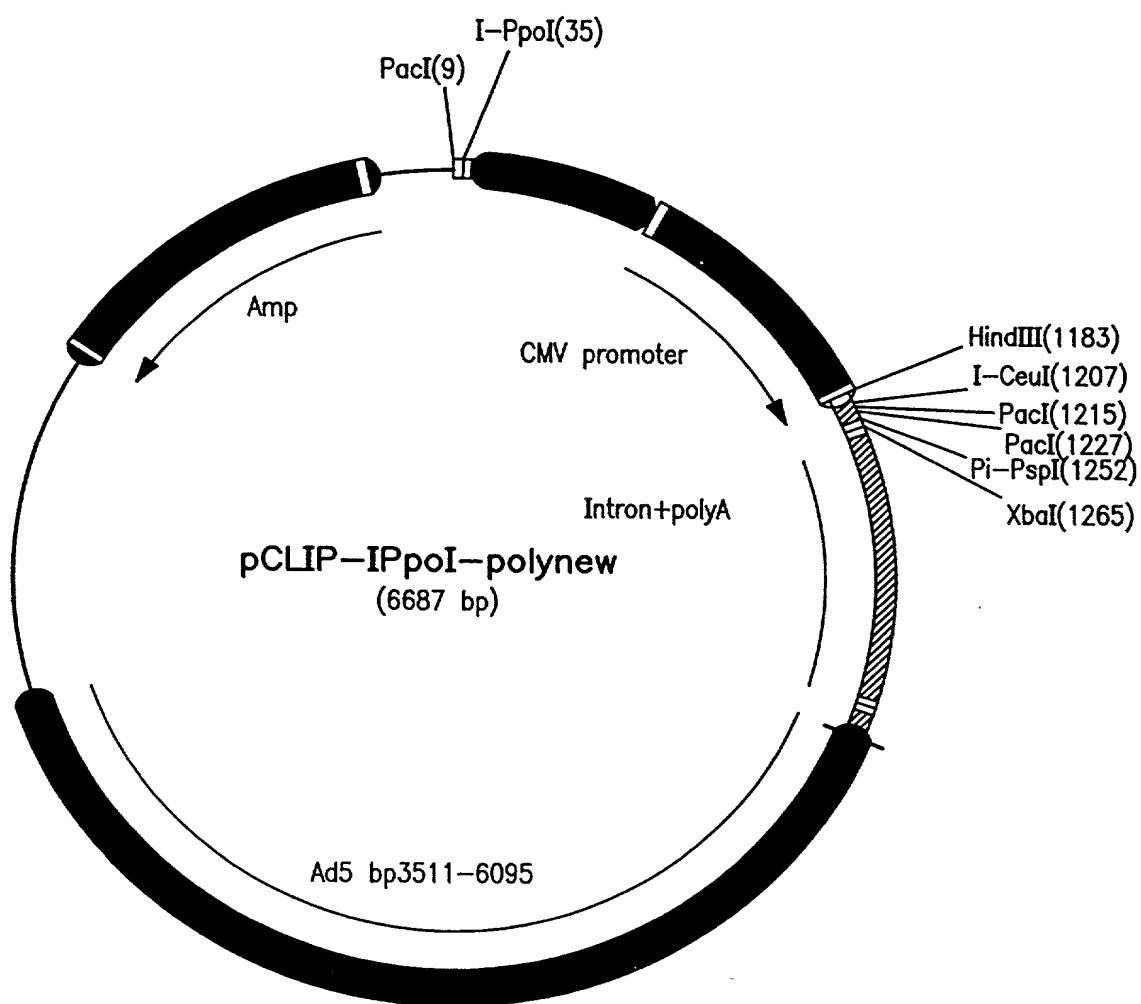 I-PpoI(35)
PacI(9)
Amp
CMV promoter
HindIII(1183)
I-CeuI(1207)
PacI(1215)
PacI(1227)
Pi-PspI(1252)
XbaI(1265)
Intron+polyA
pCLIP-IPpoI-polynew
(6687 bp)
Ad5 bp3511-6095